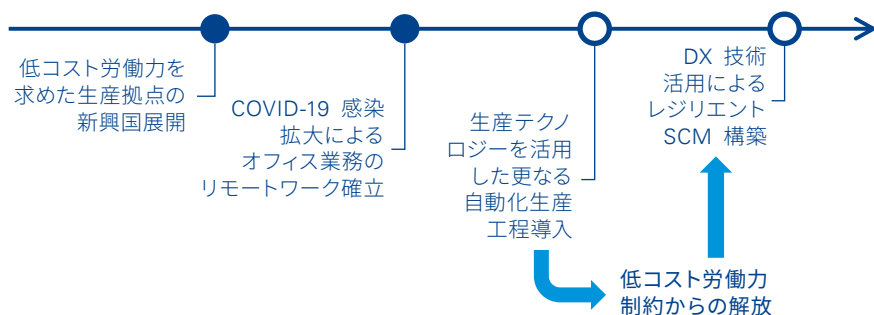 低コスト労働力を
求めた生産拠点の
新興国展開
COVID-19 感染
拡大による
オフィス業務の
リモートワーク確立
生産テクノ
ロジーを活用
した更なる
自動化生産
工程導入
DX 技術
活用による
レジリエント
SCM 構築
低コスト労働力
制約からの解放